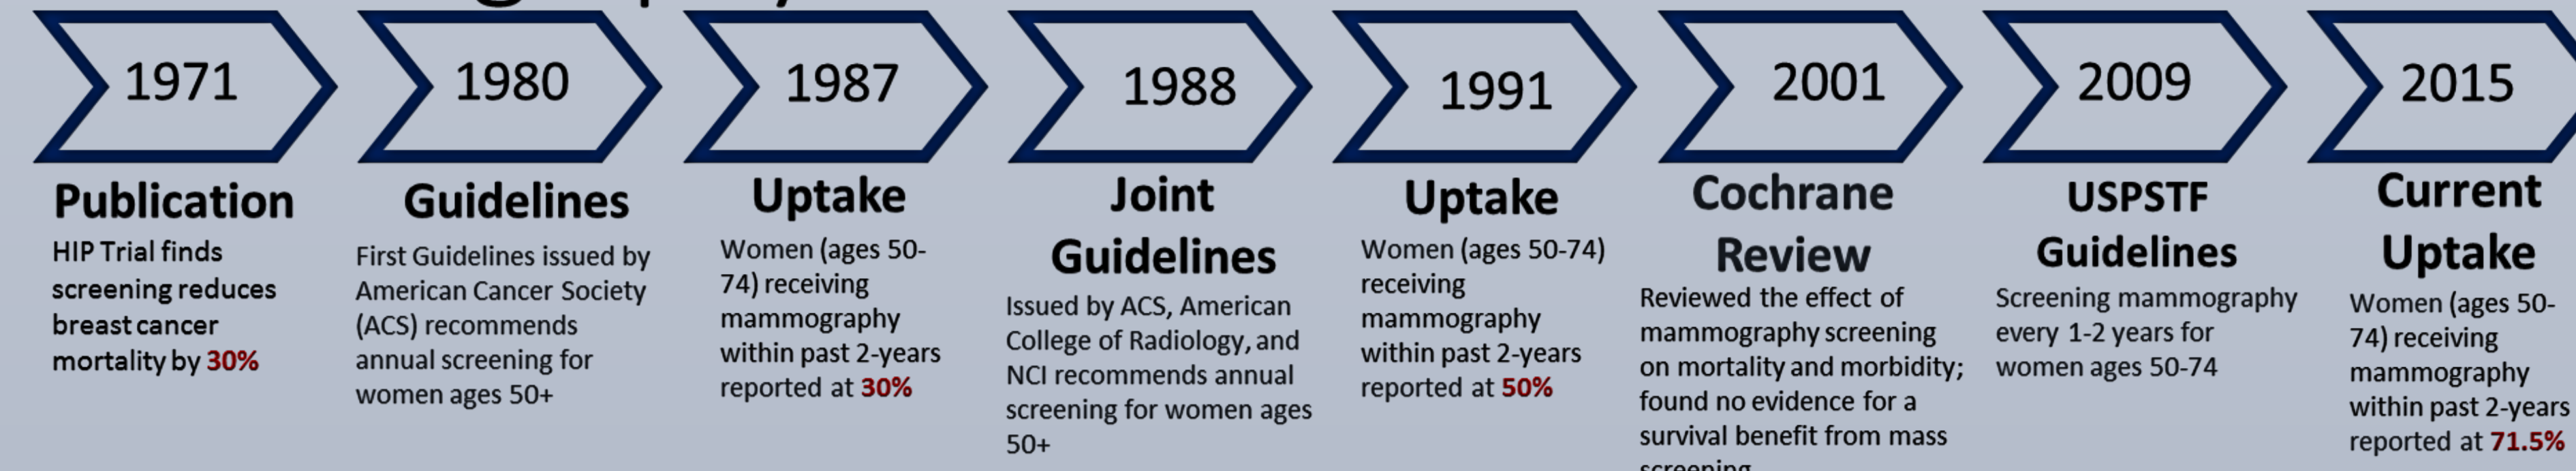 1971
Publication
HIP Trial finds
screening reduces
breast cancer
mortality by 30%
1980
Guidelines
First Guidelines issued by
American Cancer Society
(ACS) recommends
annual screening for
women ages 50+
1987
Uptake
Women (ages 50-
74) receiving
mammography
within past 2-years
reported at 30%
1988
Joint
Guidelines
Issued by ACS, American
College of Radiology, and
NCI recommends annual
screening for women ages
50+
1991
Uptake
Women (ages 50-74)
receiving
mammography
within past 2-years
reported at 50%
2001
Cochrane
Review
Reviewed the effect of
mammography screening
on mortality and morbidity;
found no evidence for a
survival benefit from mass
screening
2009
USPSTF
Guidelines
Screening mammography
every 1-2 years for
women ages 50-74
2015
Current
Uptake
Women (ages 50-
74) receiving
mammography
within past 2-years
reported at 71.5%